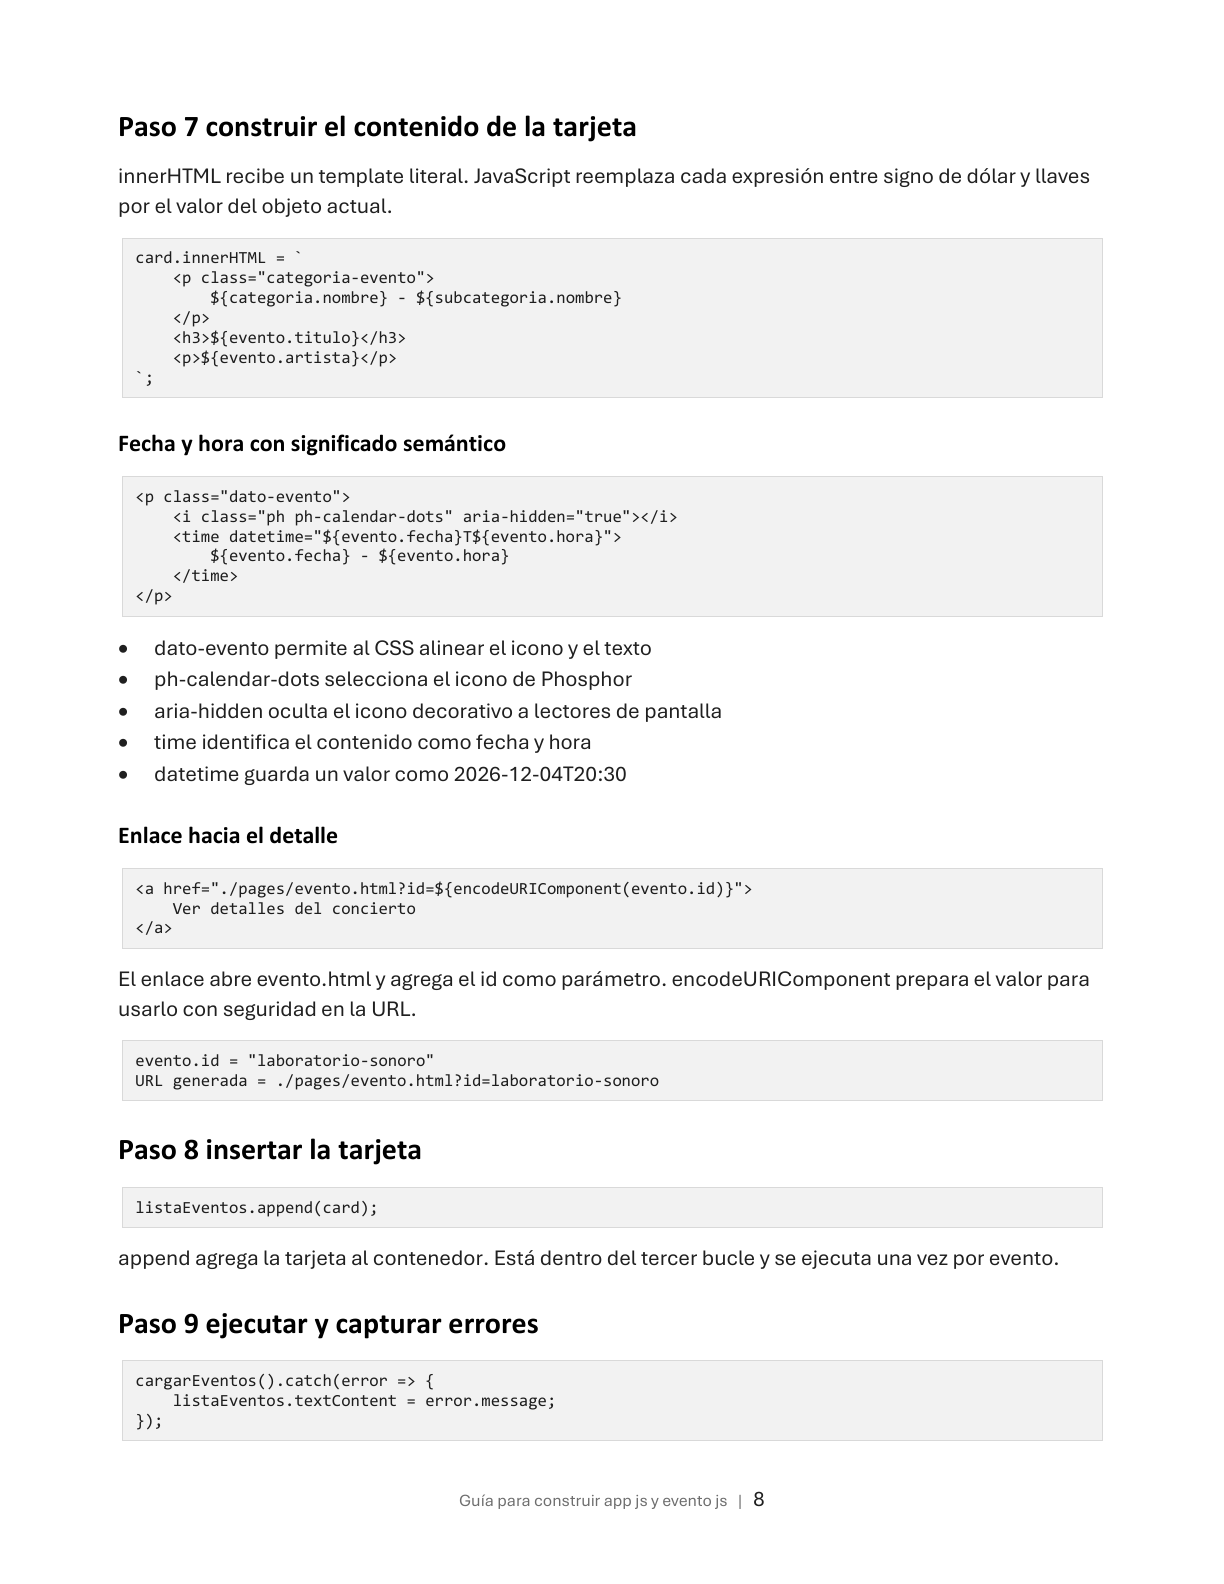 Paso 7 construir el contenido de la tarjeta
innerHTML recibe un template literal. JavaScript reemplaza cada expresión entre signo de dólar y llaves
por el valor del objeto actual.
card.innerHTML = `
    <p class="categoria-evento">
        ${categoria.nombre} - ${subcategoria.nombre}
    </p>
    <h3>${evento.titulo}</h3>
    <p>${evento.artista}</p>
`;
Fecha y hora con significado semántico
<p class="dato-evento">
    <i class="ph ph-calendar-dots" aria-hidden="true"></i>
    <time datetime="${evento.fecha}T${evento.hora}">
        ${evento.fecha} - ${evento.hora}
    </time>
</p>
• dato-evento permite al CSS alinear el icono y el texto
• ph-calendar-dots selecciona el icono de Phosphor
• aria-hidden oculta el icono decorativo a lectores de pantalla
• time identifica el contenido como fecha y hora
• datetime guarda un valor como 2026-12-04T20:30
Enlace hacia el detalle
<a href="./pages/evento.html?id=${encodeURIComponent(evento.id)}">
    Ver detalles del concierto
</a>
El enlace abre evento.html y agrega el id como parámetro. encodeURIComponent prepara el valor para
usarlo con seguridad en la URL.
evento.id = "laboratorio-sonoro"
URL generada = ./pages/evento.html?id=laboratorio-sonoro
Paso 8 insertar la tarjeta
listaEventos.append(card);
append agrega la tarjeta al contenedor. Está dentro del tercer bucle y se ejecuta una vez por evento.
Paso 9 ejecutar y capturar errores
cargarEventos().catch(error => {
    listaEventos.textContent = error.message;
});
Guía para construir app js y evento js | 8